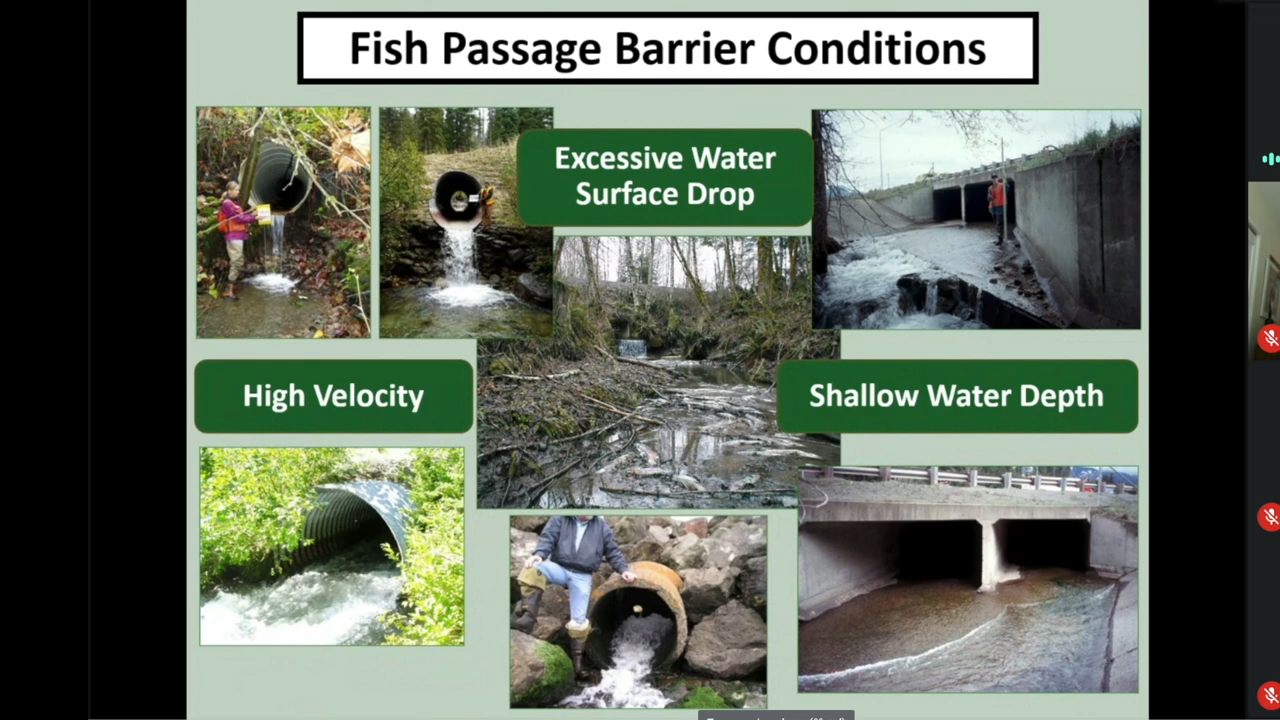 Fish Passage Barrier Conditions
Excessive Water
Surface Drop
High Velocity
Shallow Water Depth